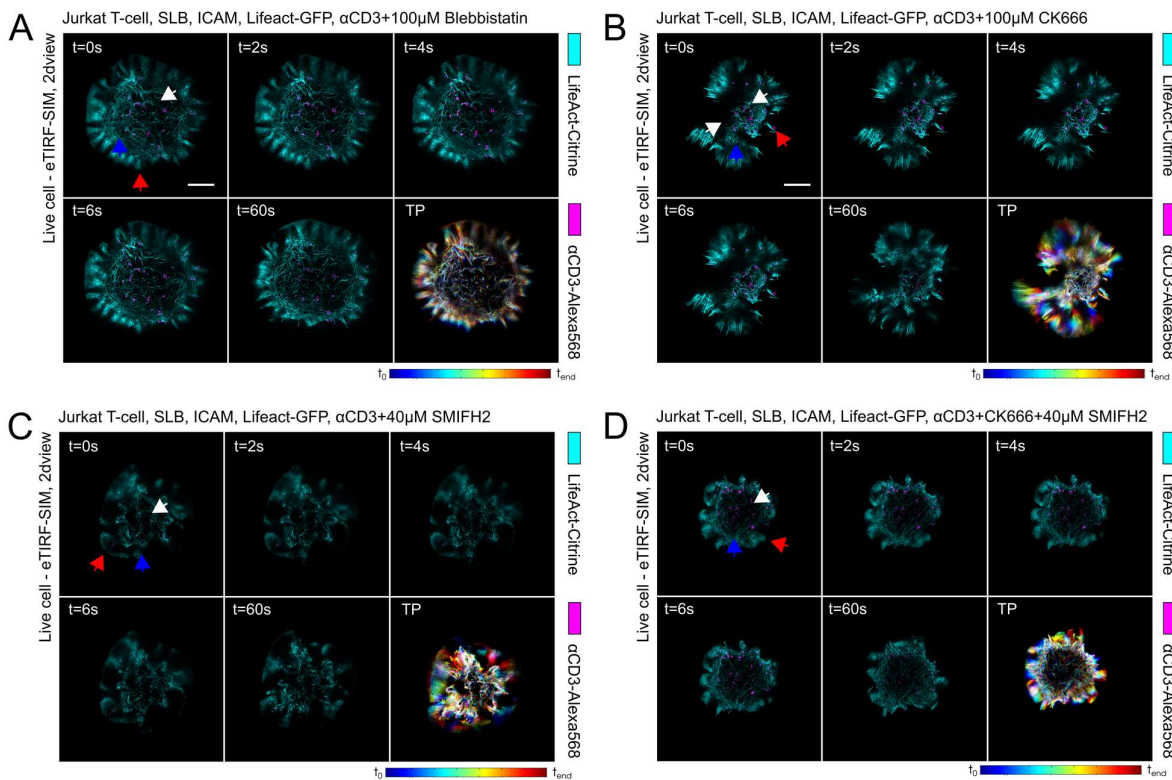 A
Jurkat T-cell, SLB, ICAM, Lifeact-GFP, αCD3+100μM Blebbistatin
Live cell - eTIRF-SIM, 2dview
t=0s
t=2s
t=4s
t=6s
t=60s
TP
LifeAct-Citrine
αCD3-Alexa568
t0
tend
B
Jurkat T-cell, SLB, ICAM, Lifeact-GFP, αCD3+100μM CK666
Live cell - eTIRF-SIM, 2dview
t=0s
t=2s
t=4s
t=6s
t=60s
TP
LifeAct-Citrine
αCD3-Alexa568
t0
tend
C
Jurkat T-cell, SLB, ICAM, Lifeact-GFP, αCD3+40μM SMIFH2
Live cell - eTIRF-SIM, 2dview
t=0s
t=2s
t=4s
t=6s
t=60s
TP
LifeAct-Citrine
αCD3-Alexa568
t0
tend
D
Jurkat T-cell, SLB, ICAM, Lifeact-GFP, αCD3+CK666+40μM SMIFH2
Live cell - eTIRF-SIM, 2dview
t=0s
t=2s
t=4s
t=6s
t=60s
TP
LifeAct-Citrine
αCD3-Alexa568
t0
tend